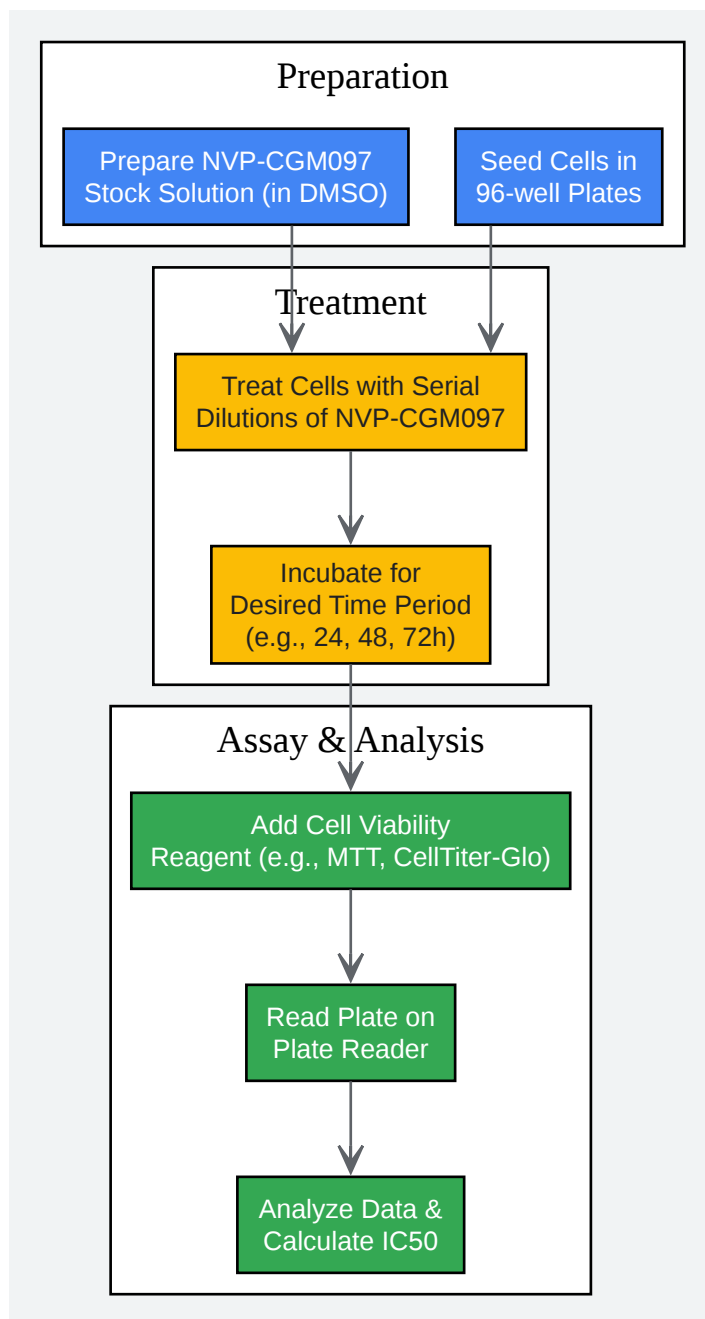 Preparation
Prepare NVP-CGM097
Stock Solution (in DMSO)
Seed Cells in
96-well Plates
Treatment
Treat Cells with Serial
Dilutions of NVP-CGM097
Incubate for
Desired Time Period
(e.g., 24, 48, 72h)
Assay & Analysis
Add Cell Viability
Reagent (e.g., MTT, CellTiter-Glo)
Read Plate on
Plate Reader
Analyze Data &
Calculate IC50